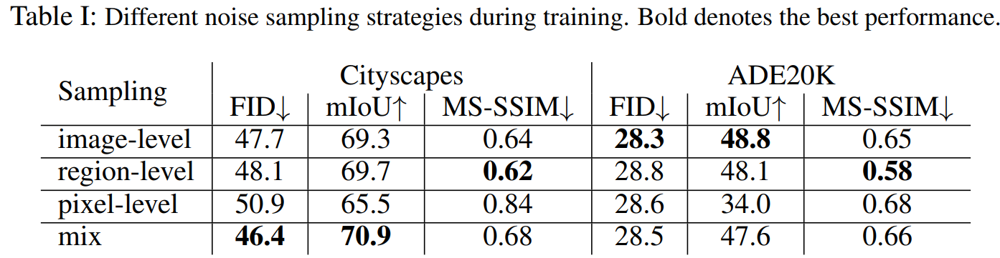 Table I: Different noise sampling strategies during training. Bold denotes the best performance.
Sampling Cityscapes ADE20K
FID↓ mIoU↑ MS-SSIM↓ FID↓ mIoU↑ MS-SSIM↓
image-level 47.7 69.3 0.64 28.3 48.8 0.65
region-level 48.1 69.7 0.62 28.8 48.1 0.58
pixel-level 50.9 65.5 0.84 28.6 34.0 0.68
mix 46.4 70.9 0.68 28.5 47.6 0.66